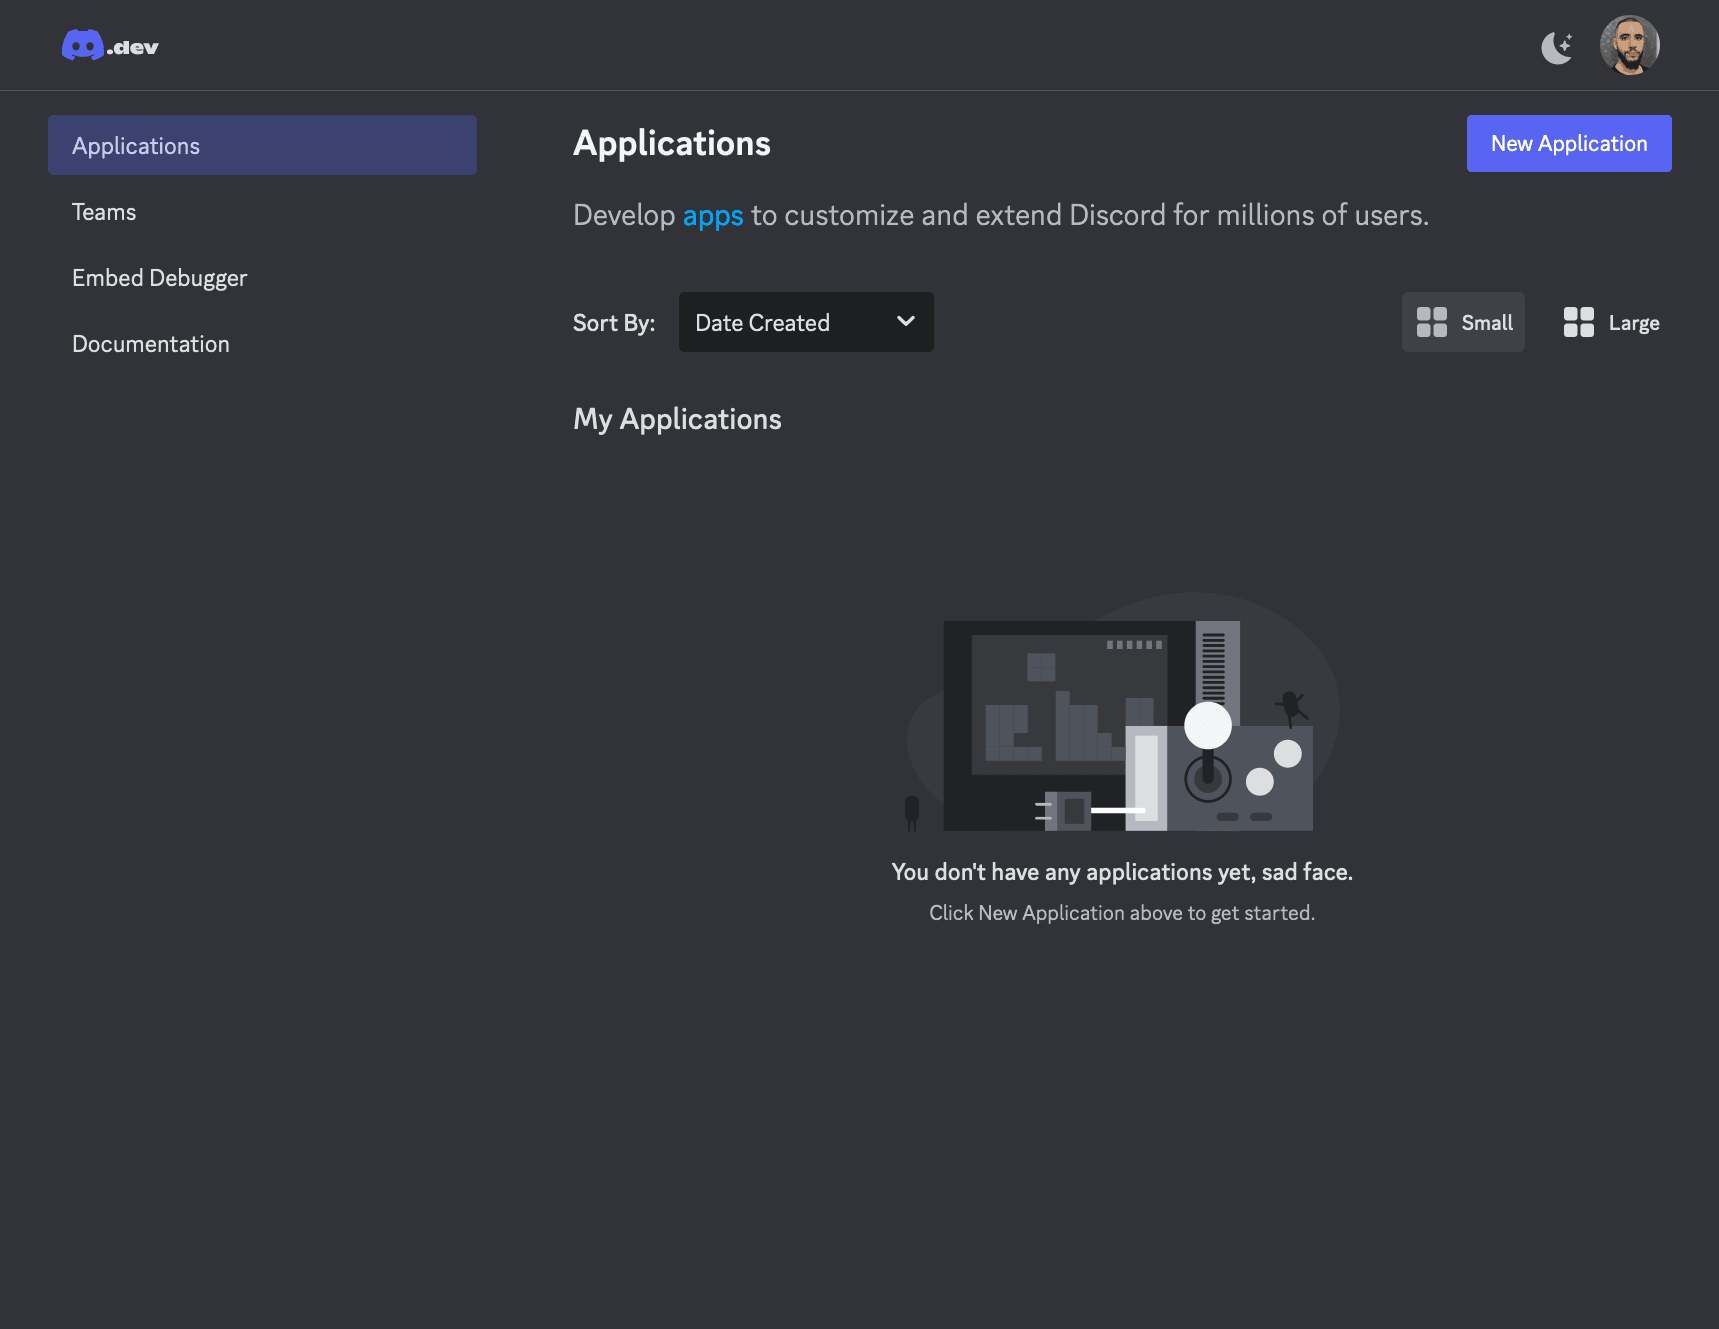 .dev
Applications
Teams
Embed Debugger
Documentation
Applications
New Application
Develop apps to customize and extend Discord for millions of users.
Sort By:
Date Created
Small
Large
My Applications
You don't have any applications yet, sad face.
Click New Application above to get started.